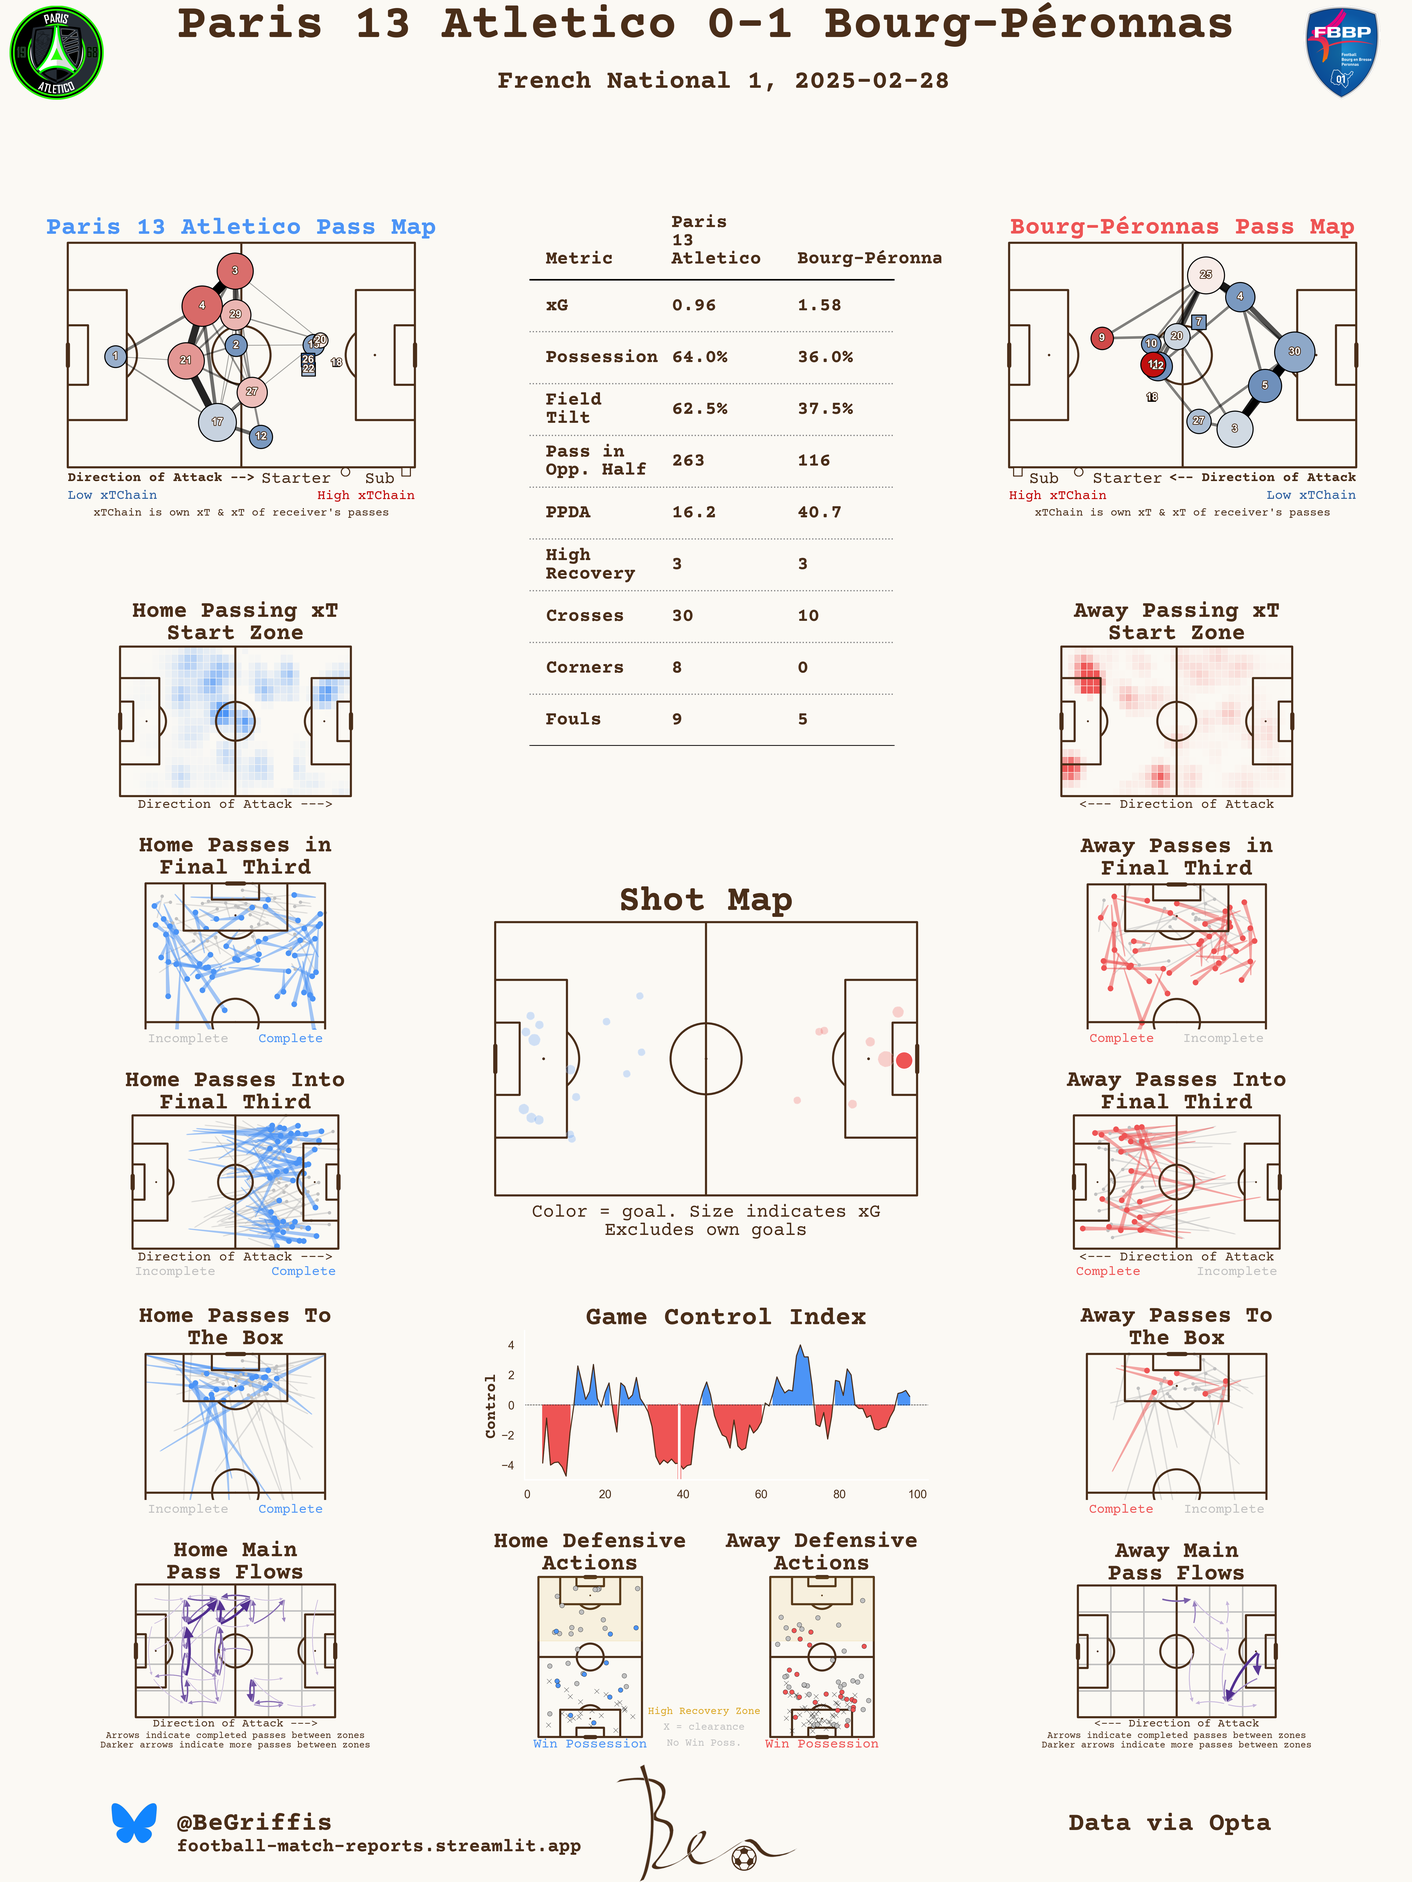 Paris 13 Atletico 0-1 Bourg-Péronnas
French National 1, 2025-02-28
PARIS
ATLETICO
FBBP
Football
Bourg en Bresse
Peronnas
01
Paris 13 Atletico Pass Map
3
4
29
2
20
1
21
26
22
18
27
17
12
Direction of Attack --> Starter Sub
Low xTChain High xTChain
xTChain is own xT & xT of receiver's passes
Paris
13
Metric Atletico Bourg-Péronna
xG 0.96 1.58
Possession 64.0% 36.0%
Field
Tilt 62.5% 37.5%
Pass in
Opp. Half 263 116
PPDA 16.2 40.7
High
Recovery 3 3
Crosses 30 10
Corners 8 0
Fouls 9 5
Bourg-Péronnas Pass Map
25
4
7
9
10
20
30
11
12
5
18
27
3
Sub Starter <-- Direction of Attack
High xTChain Low xTChain
xTChain is own xT & xT of receiver's passes
Home Passing xT
Start Zone
Direction of Attack --->
Away Passing xT
Start Zone
<--- Direction of Attack
Home Passes in
Final Third
Incomplete Complete
Away Passes in
Final Third
Complete Incomplete
Shot Map
Color = goal. Size indicates xG
Excludes own goals
Home Passes Into
Final Third
Direction of Attack --->
Incomplete Complete
Away Passes Into
Final Third
<--- Direction of Attack
Complete Incomplete
Home Passes To
The Box
Incomplete Complete
Game Control Index
Control
4
2
0
−2
−4
0 20 40 60 80 100
Away Passes To
The Box
Complete Incomplete
Home Main
Pass Flows
Direction of Attack --->
Arrows indicate completed passes between zones
Darker arrows indicate more passes between zones
Home Defensive
Actions
Win Possession
High Recovery Zone
X = clearance
No Win Poss.
Away Defensive
Actions
Win Possession
Away Main
Pass Flows
<--- Direction of Attack
Arrows indicate completed passes between zones
Darker arrows indicate more passes between zones
@BeGriffis
football-match-reports.streamlit.app
Ben
Data via Opta